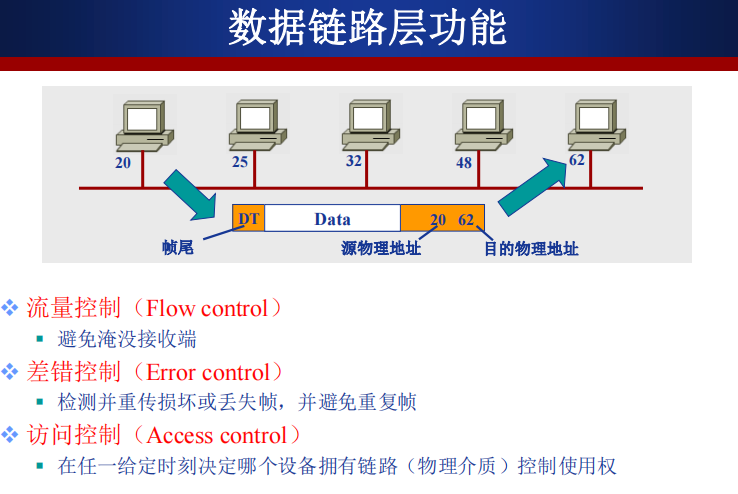 数据链路层功能
20 25 32 48 62
DT Data 20 62
帧尾 源物理地址 目的物理地址
流量控制（Flow control）
避免淹没接收端
差错控制（Error control）
检测并重传损坏或丢失帧，并避免重复帧
访问控制（Access control）
在任一给定时刻决定哪个设备拥有链路（物理介质）控制使用权